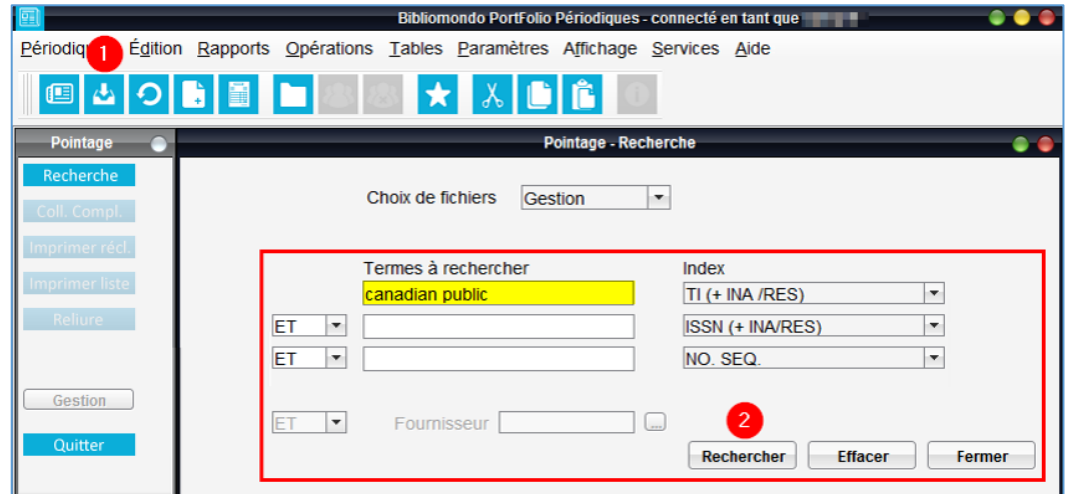 Bibliomondo PortFolio Périodiques - connecté en tant que
Périodiq 1 Édition Rapports Opérations Tables Paramètres Affichage Services Aide
Pointage
Pointage - Recherche
Recherche
Choix de fichiers Gestion
Coll. Compl.
Imprimer récl.
Termes à rechercher Index
Imprimer liste
canadian public TI (+ INA /RES)
Reliure
ET ISSN (+ INA/RES)
ET NO. SEQ.
Gestion
ET Fournisseur ... 2
Quitter
Rechercher Effacer Fermer